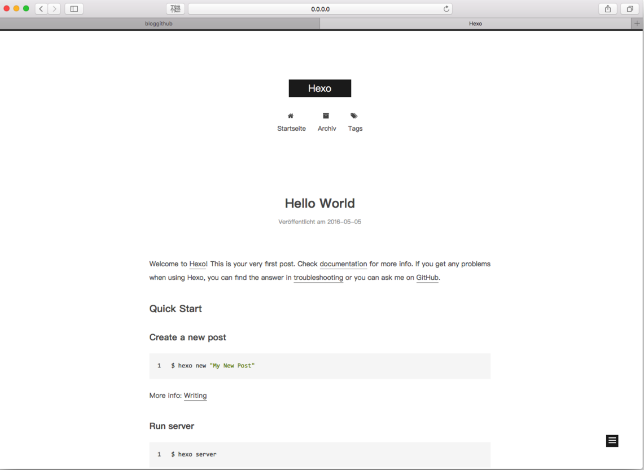 0.0.0.0
bloggithub
Hexo
Hexo
Startseite Archiv Tags
Hello World
Veröffentlicht am 2016-05-05
Welcome to Hexo! This is your very first post. Check documentation for more info. If you get any problems
when using Hexo, you can find the answer in troubleshooting or you can ask me on GitHub.
Quick Start
Create a new post
1 $ hexo new "My New Post"
More info: Writing
Run server
1 $ hexo server